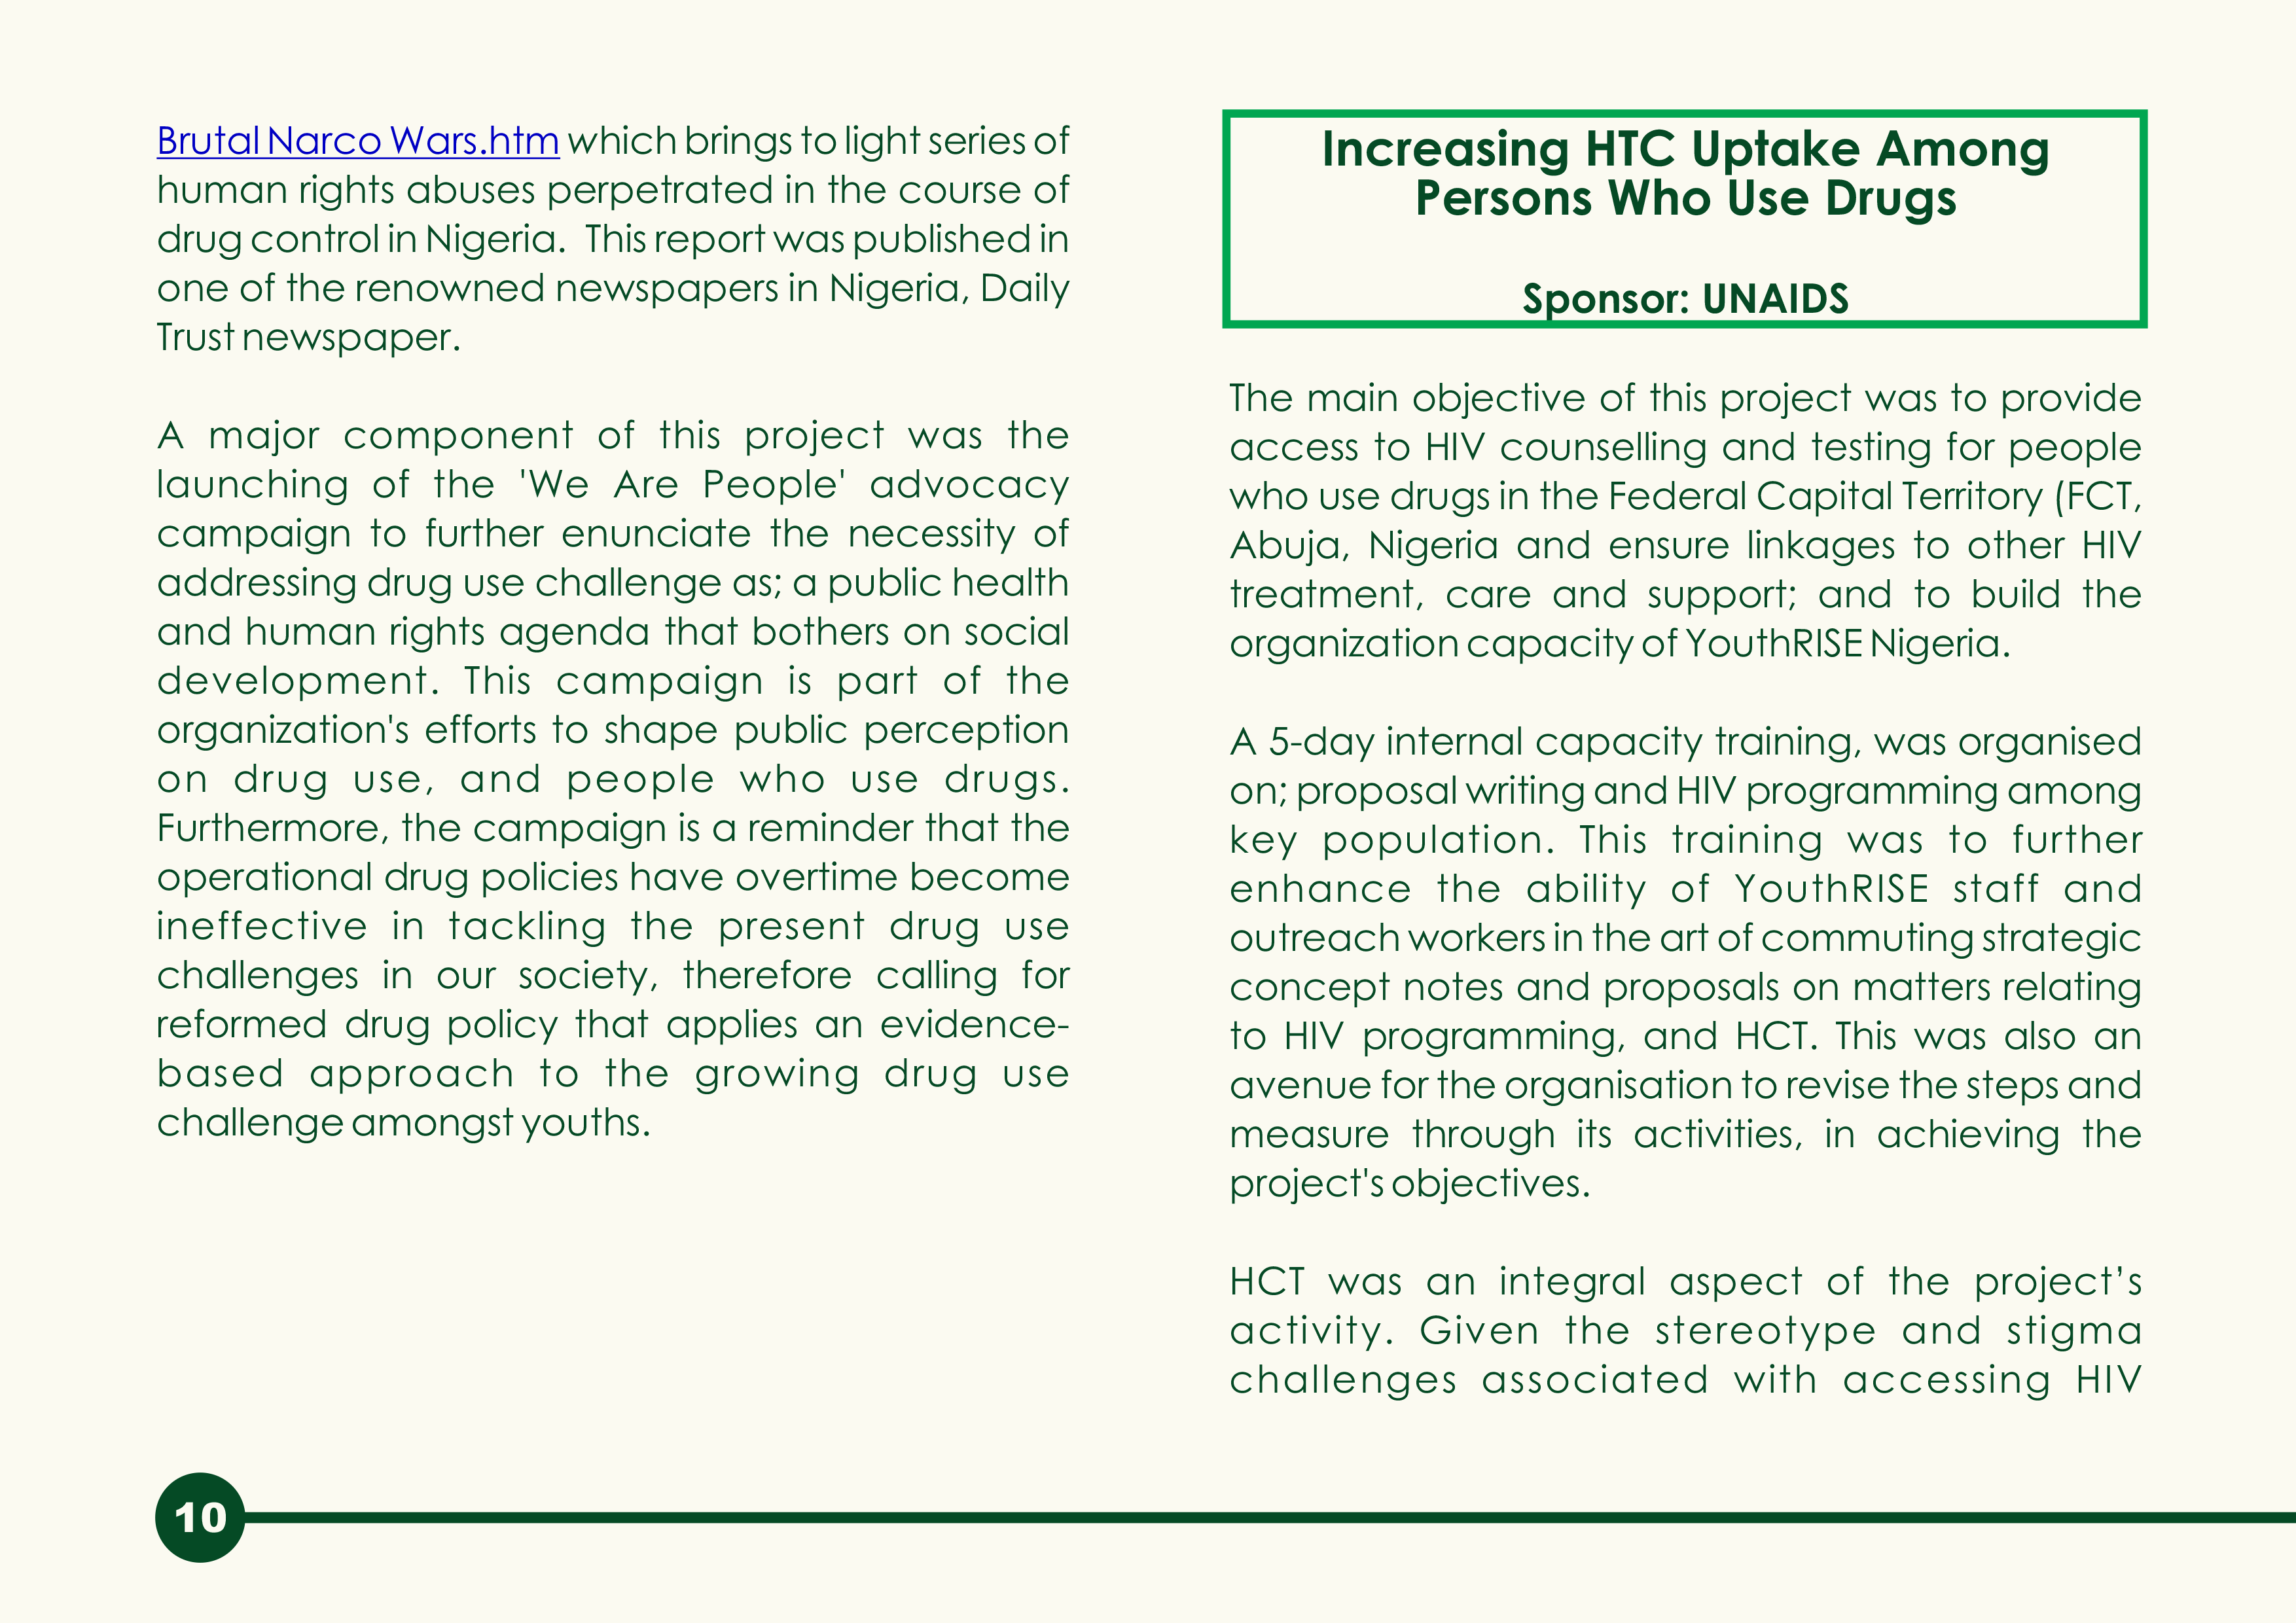 Brutal Narco Wars.htm which brings to light series of
human rights abuses perpetrated in the course of
drug control in Nigeria.  This report was published in
one of the renowned newspapers in Nigeria, Daily
Trust newspaper.
A major component of this project was the
launching of the 'We Are People' advocacy
campaign to further enunciate the necessity of
addressing drug use challenge as; a public health
and human rights agenda that bothers on social
development. This campaign is part of the
organization's efforts to shape public perception
on drug use, and people who use drugs.
Furthermore, the campaign is a reminder that the
operational drug policies have overtime become
ineffective in tackling the present drug use
challenges in our society, therefore calling for
reformed drug policy that applies an evidence-
based approach to the growing drug use
challenge amongst youths.
Increasing HTC Uptake Among
Persons Who Use Drugs
Sponsor: UNAIDS
The main objective of this project was to provide
access to HIV counselling and testing for people
who use drugs in the Federal Capital Territory (FCT,
Abuja, Nigeria and ensure linkages to other HIV
treatment, care and support; and to build the
organization capacity of YouthRISE Nigeria.
A 5-day internal capacity training, was organised
on; proposal writing and HIV programming among
key population. This training was to further
enhance the ability of YouthRISE staff and
outreach workers in the art of commuting strategic
concept notes and proposals on matters relating
to HIV programming, and HCT. This was also an
avenue for the organisation to revise the steps and
measure through its activities, in achieving the
project's objectives.
HCT was an integral aspect of the project’s
activity. Given the stereotype and stigma
challenges associated with accessing HIV
10